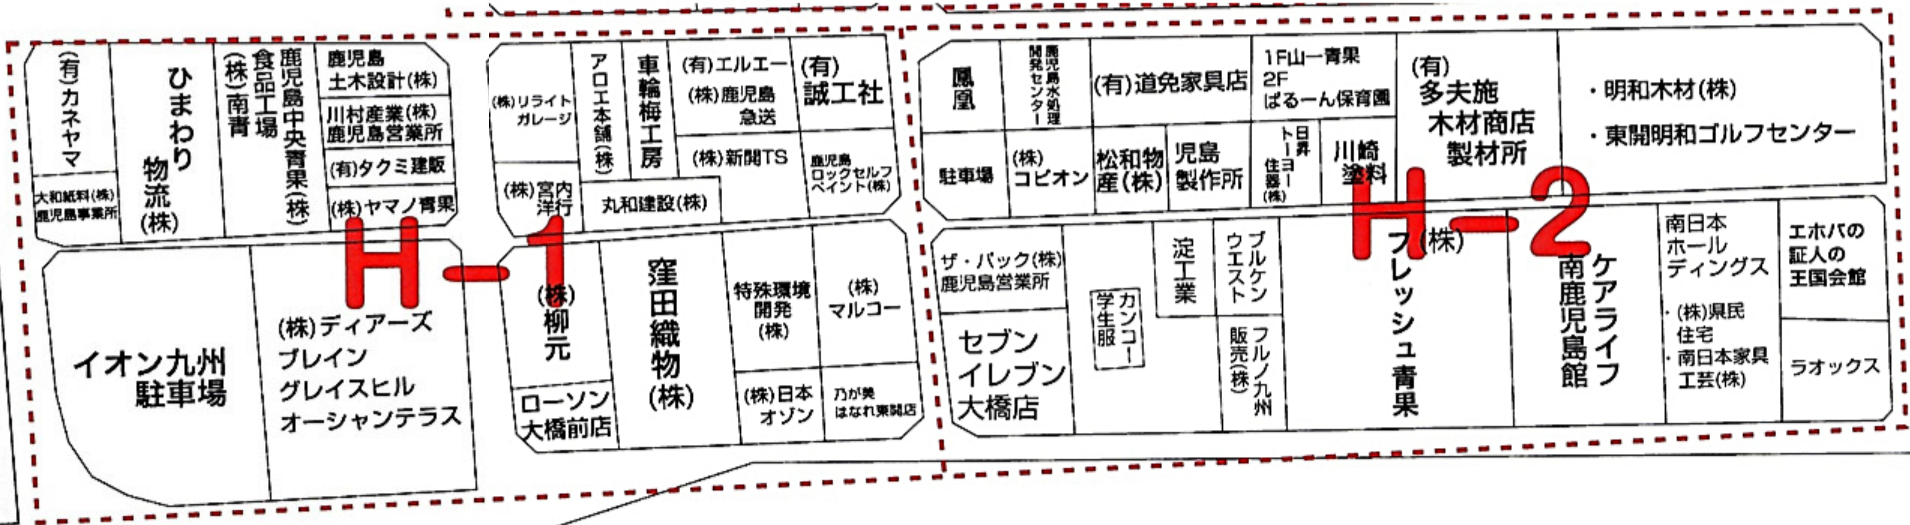 (有)カネヤマ
大和紙料(株)
鹿児島事業所
ひまわり
物流(株)
(株)南青
食品工場
鹿児島中央青果(株)
鹿児島
土木設計(株)
川村産業(株)
鹿児島営業所
(有)タクミ建販
(株)ヤマノ青果
(株)リライト
ガレージ
(株)宮内
洋行
アロエ本舗(株)
車輪梅工房
(有)エルエー
(株)鹿児島
急送
(株)新開TS
丸和建設(株)
(有)
誠工社
鹿児島
ロックセルフ
ペイント(株)
H-1
イオン九州
駐車場
(株)ディアーズ
ブレイン
グレイスヒル
オーシャンテラス
(株)柳元
ローソン
大橋前店
窪田織物(株)
特殊環境
開発
(株)
(株)日本
オゾン
(株)
マルコー
乃が美
はなれ東開店
鳳凰
駐車場
鹿児島水処理
開発センター
(株)
コビオン
(有)道免家具店
松和物
産(株)
児島
製作所
1F山一青果
2F
ぱるーん保育園
日昇
トーヨー
住器(株)
川崎
塗料
(有)
多夫施
木材商店
製材所
・明和木材(株)
・東開明和ゴルフセンター
H-2
ザ・パック(株)
鹿児島営業所
セブン
イレブン
大橋店
カンコー
学生服
淀工業
ブルケン
ウエスト
フルノ九州
販売(株)
(株)
フレッシュ青果
ケアライフ
南鹿児島館
南日本
ホール
ディングス
・(株)県民
住宅
・南日本家具
工芸(株)
エホバの
証人の
王国会館
ラオックス